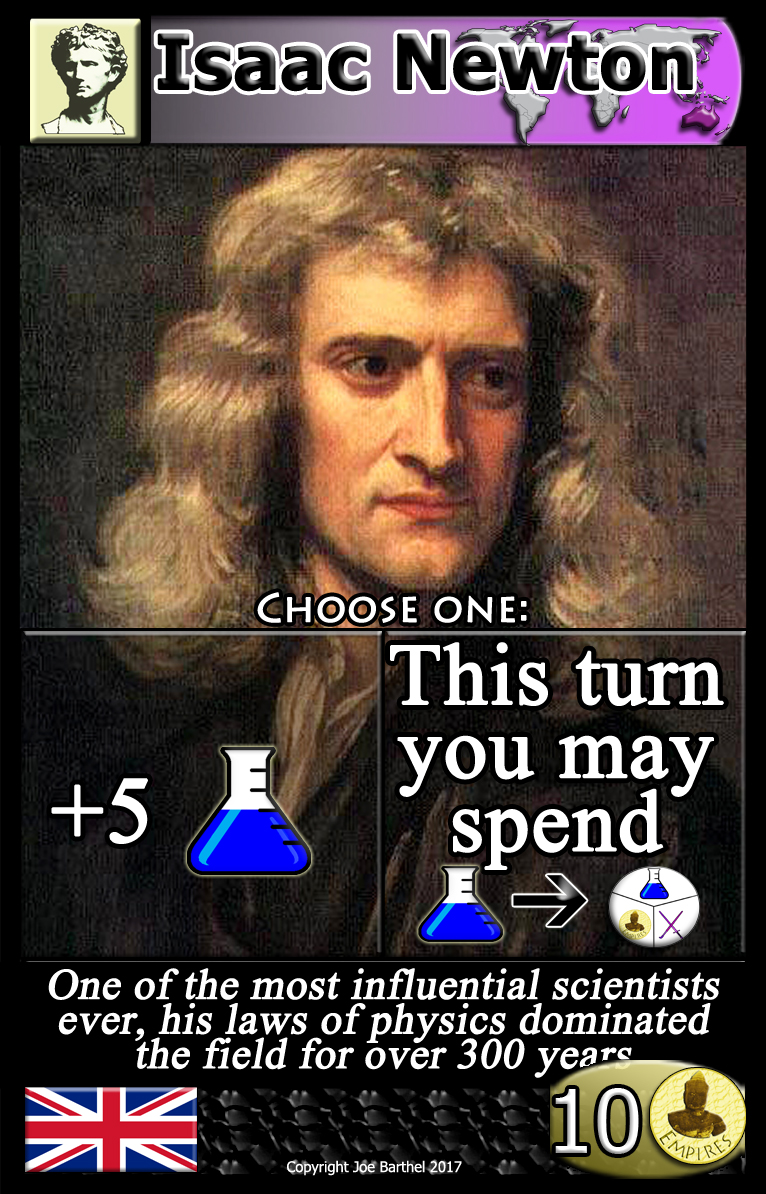 Isaac Newton
CHOOSE ONE:
+5
This turn
you may
spend
One of the most influential scientists
ever, his laws of physics dominated
the field for over 300 years
10
EMPIRES
Copyright Joe Barthel 2017